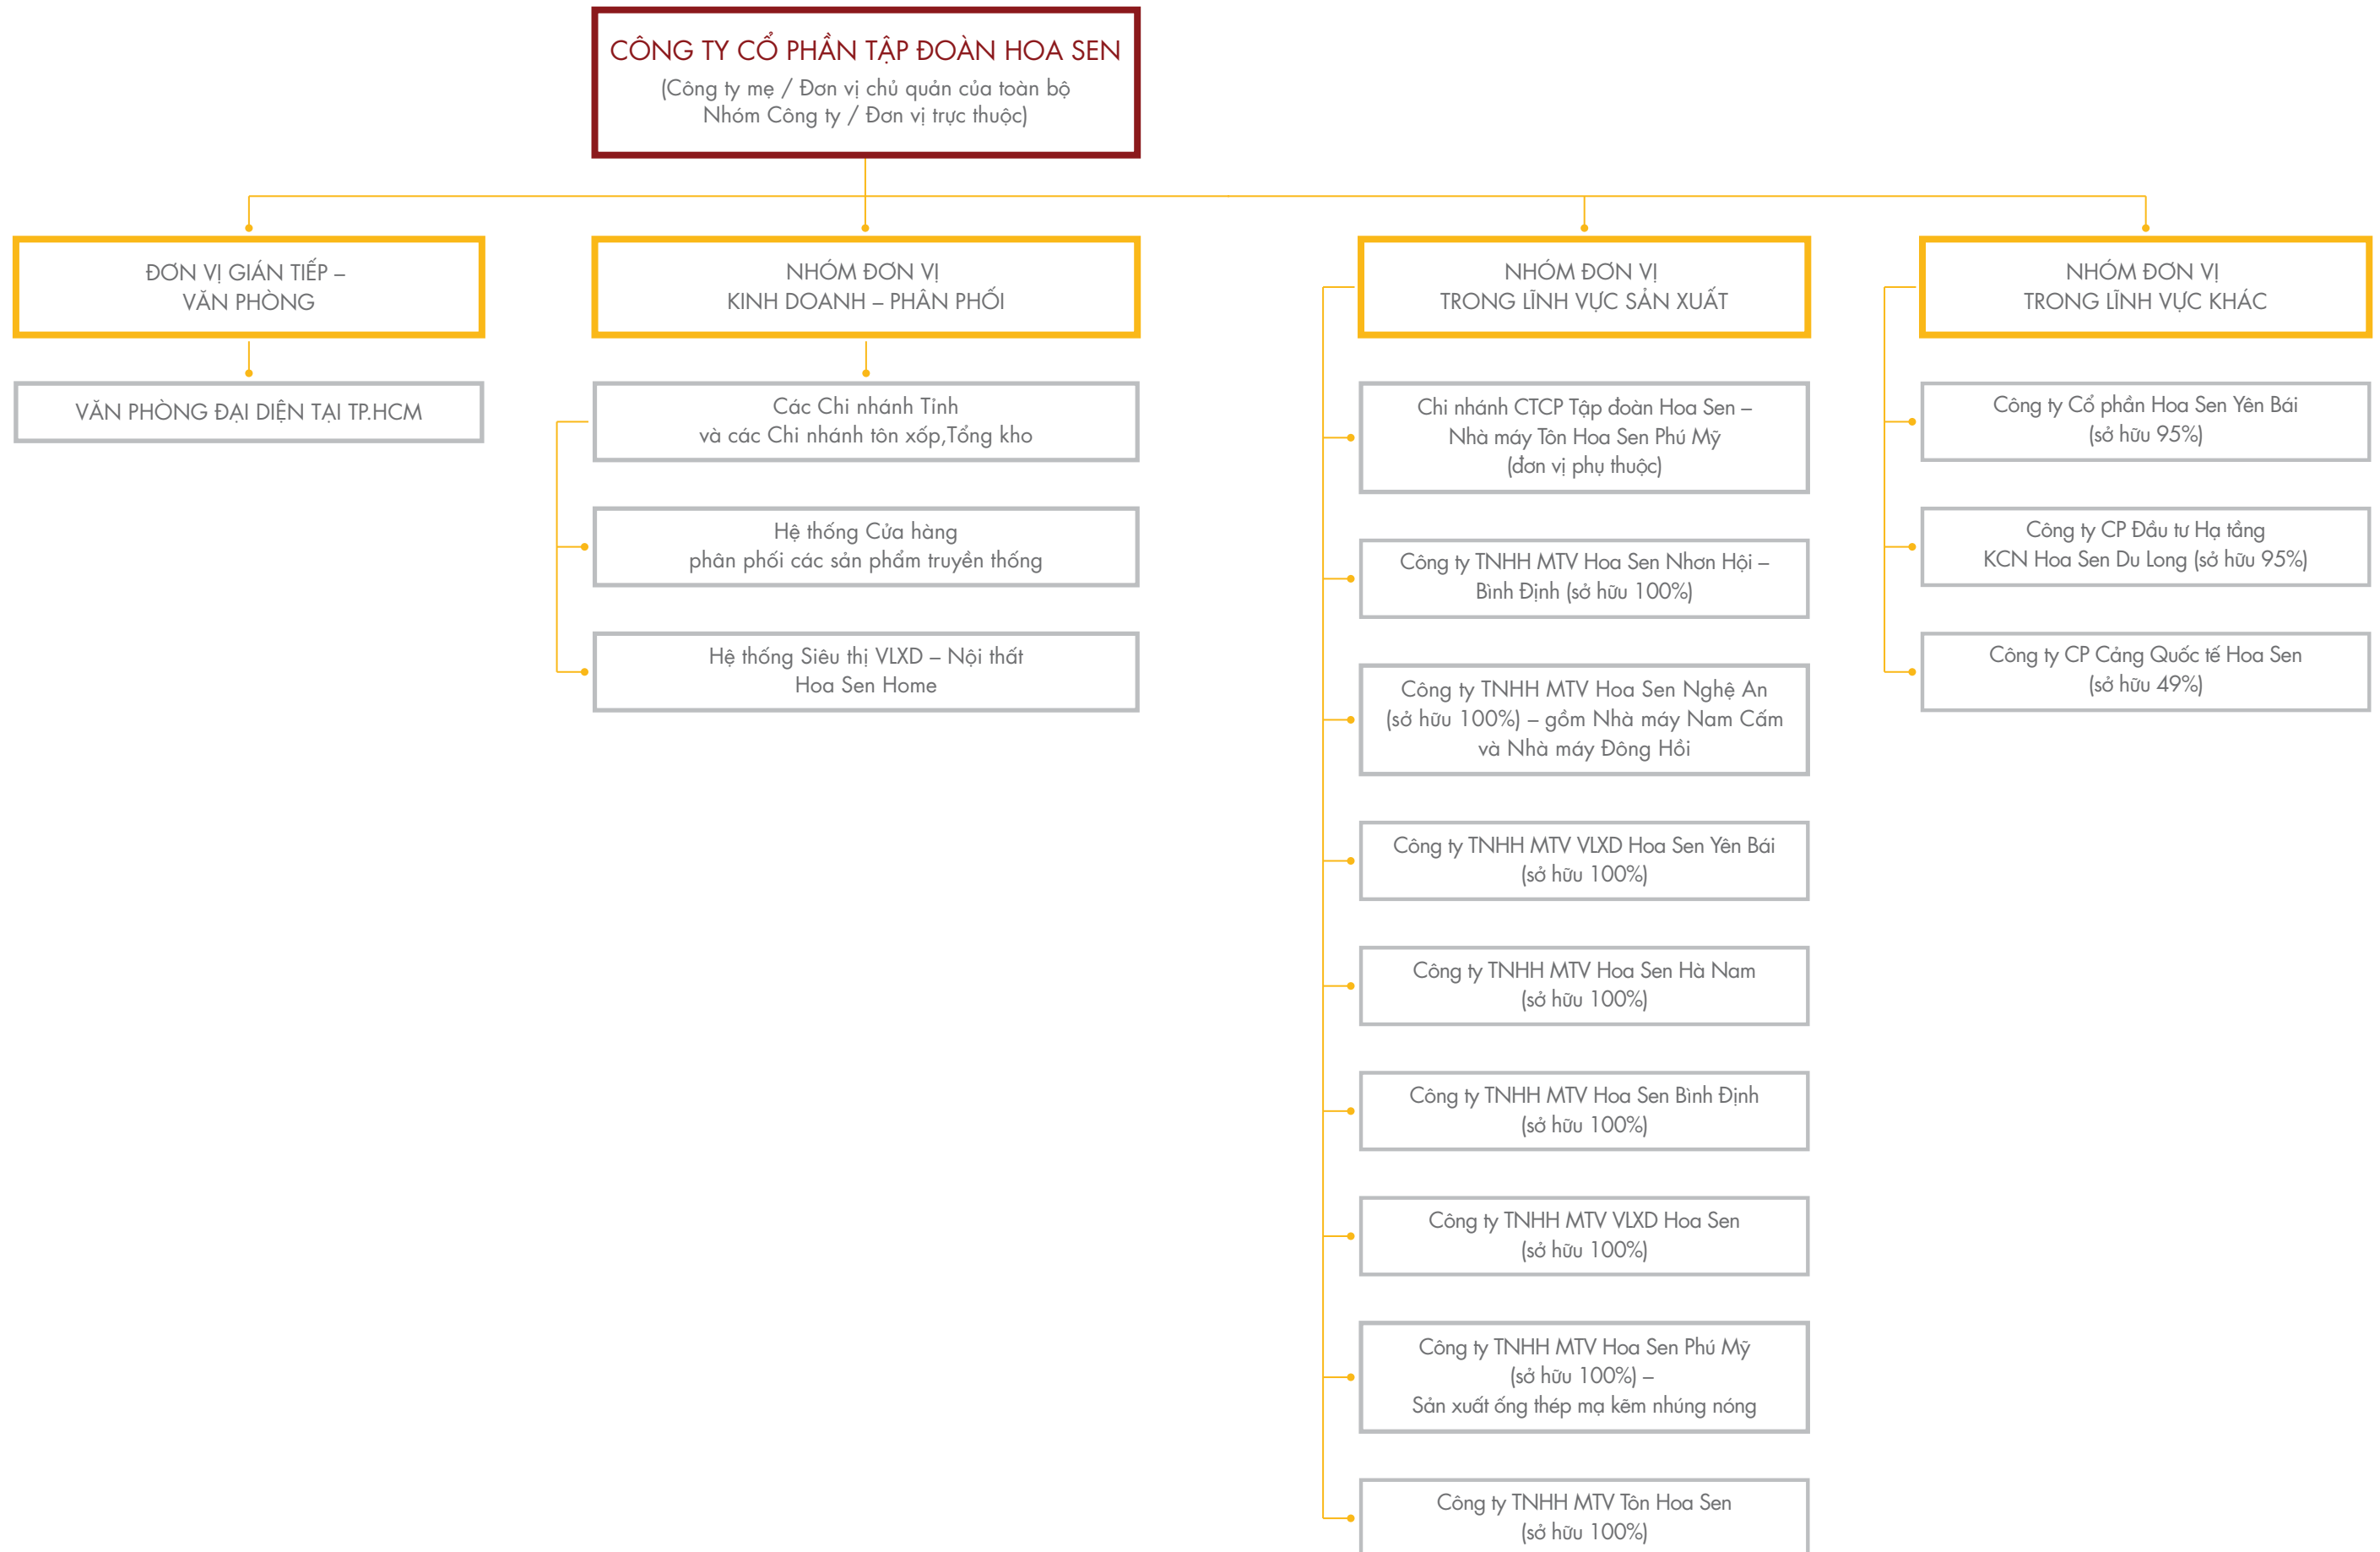 CÔNG TY CỔ PHẦN TẬP ĐOÀN HOA SEN
(Công ty mẹ / Đơn vị chủ quản của toàn bộ
Nhóm Công ty / Đơn vị trực thuộc)
ĐƠN VỊ GIÁN TIẾP –
VĂN PHÒNG
VĂN PHÒNG ĐẠI DIỆN TẠI TP.HCM
NHÓM ĐƠN VỊ
KINH DOANH – PHÂN PHỐI
Các Chi nhánh Tỉnh
và các Chi nhánh tôn xốp,Tổng kho
Hệ thống Cửa hàng
phân phối các sản phẩm truyền thống
Hệ thống Siêu thị VLXD – Nội thất
Hoa Sen Home
NHÓM ĐƠN VỊ
TRONG LĨNH VỰC SẢN XUẤT
Chi nhánh CTCP Tập đoàn Hoa Sen –
Nhà máy Tôn Hoa Sen Phú Mỹ
(đơn vị phụ thuộc)
Công ty TNHH MTV Hoa Sen Nhơn Hội –
Bình Định (sở hữu 100%)
Công ty TNHH MTV Hoa Sen Nghệ An
(sở hữu 100%) – gồm Nhà máy Nam Cấm
và Nhà máy Đông Hồi
Công ty TNHH MTV VLXD Hoa Sen Yên Bái
(sở hữu 100%)
Công ty TNHH MTV Hoa Sen Hà Nam
(sở hữu 100%)
Công ty TNHH MTV Hoa Sen Bình Định
(sở hữu 100%)
Công ty TNHH MTV VLXD Hoa Sen
(sở hữu 100%)
Công ty TNHH MTV Hoa Sen Phú Mỹ
(sở hữu 100%) –
Sản xuất ống thép mạ kẽm nhúng nóng
Công ty TNHH MTV Tôn Hoa Sen
(sở hữu 100%)
NHÓM ĐƠN VỊ
TRONG LĨNH VỰC KHÁC
Công ty Cổ phần Hoa Sen Yên Bái
(sở hữu 95%)
Công ty CP Đầu tư Hạ tầng
KCN Hoa Sen Du Long (sở hữu 95%)
Công ty CP Cảng Quốc tế Hoa Sen
(sở hữu 49%)